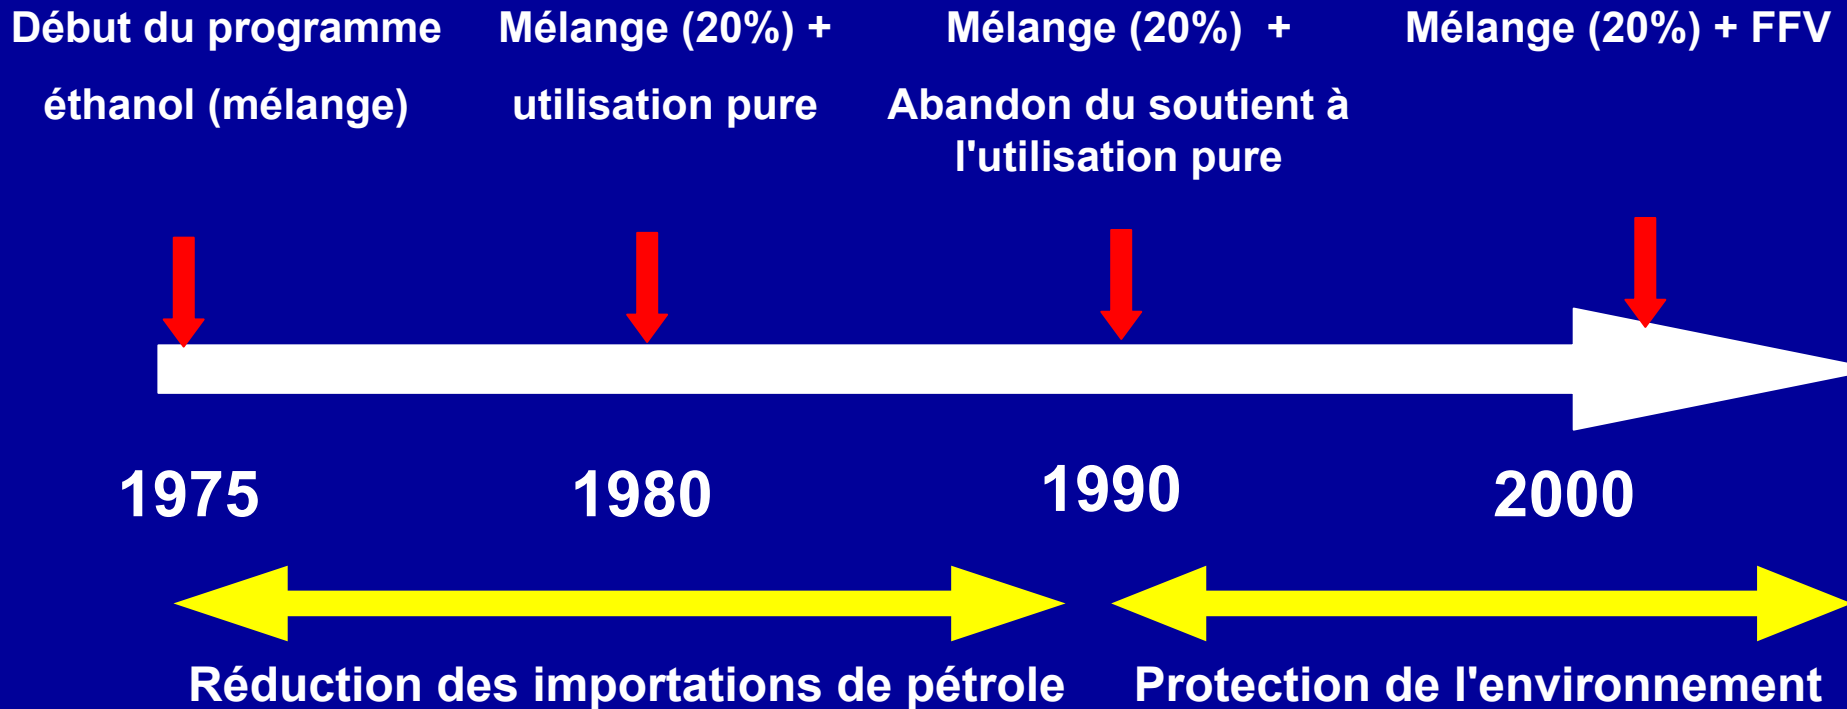 Début du programme
éthanol (mélange)
Mélange (20%) +
utilisation pure
Mélange (20%) +
Abandon du soutient à
l'utilisation pure
Mélange (20%) + FFV
1975
1980
1990
2000
Réduction des importations de pétrole
Protection de l'environnement